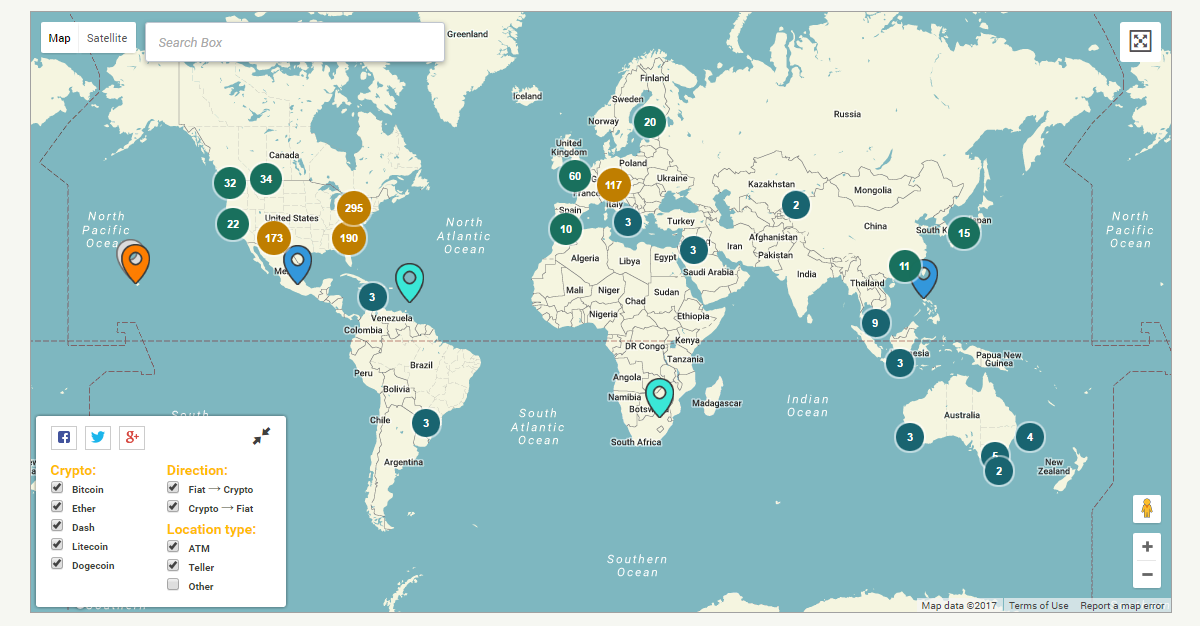 Map
Satellite
Search Box
Greenland
Iceland
Finland
Sweden
Norway
20
Russia
United
Kingdom
Canada
Poland
32
34
60
117
Ukraine
Kazakhstan
Mongolia
France
295
United States
Spain
Italy
2
North
Pacific
Ocean
22
173
190
North
Atlantic
Ocean
10
3
Turkey
China
15
North
Pacific
Ocean
3
Iran
Afghanistan
Pakistan
Algeria
Libya
Egypt
Saudi Arabia
India
11
Thailand
Mali
Niger
Sudan
Chad
3
Venezuela
Nigeria
Ethiopia
9
Colombia
Kenya
DR Congo
Tanzania
3
Papua New
Guinea
Brazil
Peru
Angola
Bolivia
Namibia
Madagascar
Indian
Ocean
South
Chile
3
South
Atlantic
Ocean
Australia
3
4
South Africa
5
2
Argentina
New
Zealand
Crypto:
Bitcoin
Ether
Dash
Litecoin
Dogecoin
Direction:
Fiat → Crypto
Crypto → Fiat
Location type:
ATM
Teller
Other
Southern
Ocean
Map data ©2017
Terms of Use
Report a map error